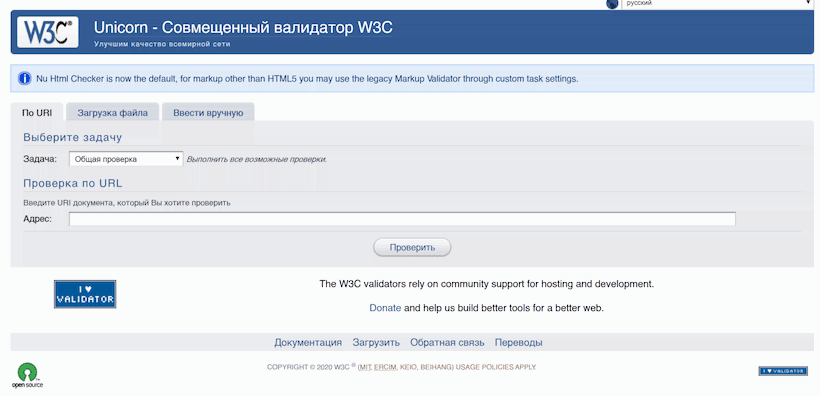 русский
W3C®
Unicorn - Совмещенный валидатор W3C
Улучшим качество всемирной сети
Nu Html Checker is now the default, for markup other than HTML5 you may use the legacy Markup Validator through custom task settings.
По URI Загрузка файла Ввести вручную
Выберите задачу
Задача: Общая проверка Выполнить все возможные проверки.
Проверка по URL
Введите URI документа, который Вы хотите проверить
Адрес:
Проверить
I ♥
VALIDATOR
The W3C validators rely on community support for hosting and development.
Donate and help us build better tools for a better web.
Документация Загрузить Обратная связь Переводы
COPYRIGHT © 2020 W3C ® (MIT, ERCIM, KEIO, BEIHANG) USAGE POLICIES APPLY.
open source
I ♥ VALIDATOR